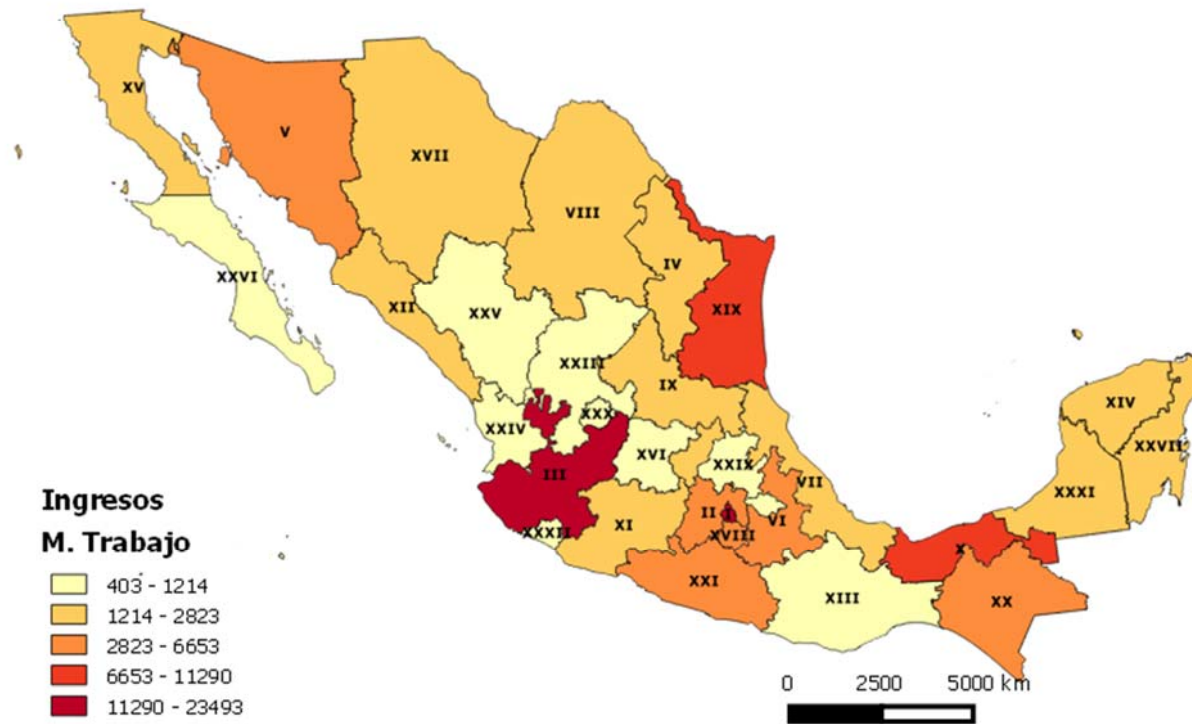 XV
V
XVII
VIII
IV
XXVI
XII
XXV
XIX
XXIII
IX
XXIV
XXX
XIV
XVI
XXIX
XXVII
III
VII
XXXI
Ingresos
M. Trabajo
II
I
VI
XXXII
XI
XVIII
X
XXI
XIII
XX
403 - 1214
1214 - 2823
2823 - 6653
6653 - 11290
11290 - 23493
0 2500 5000 km